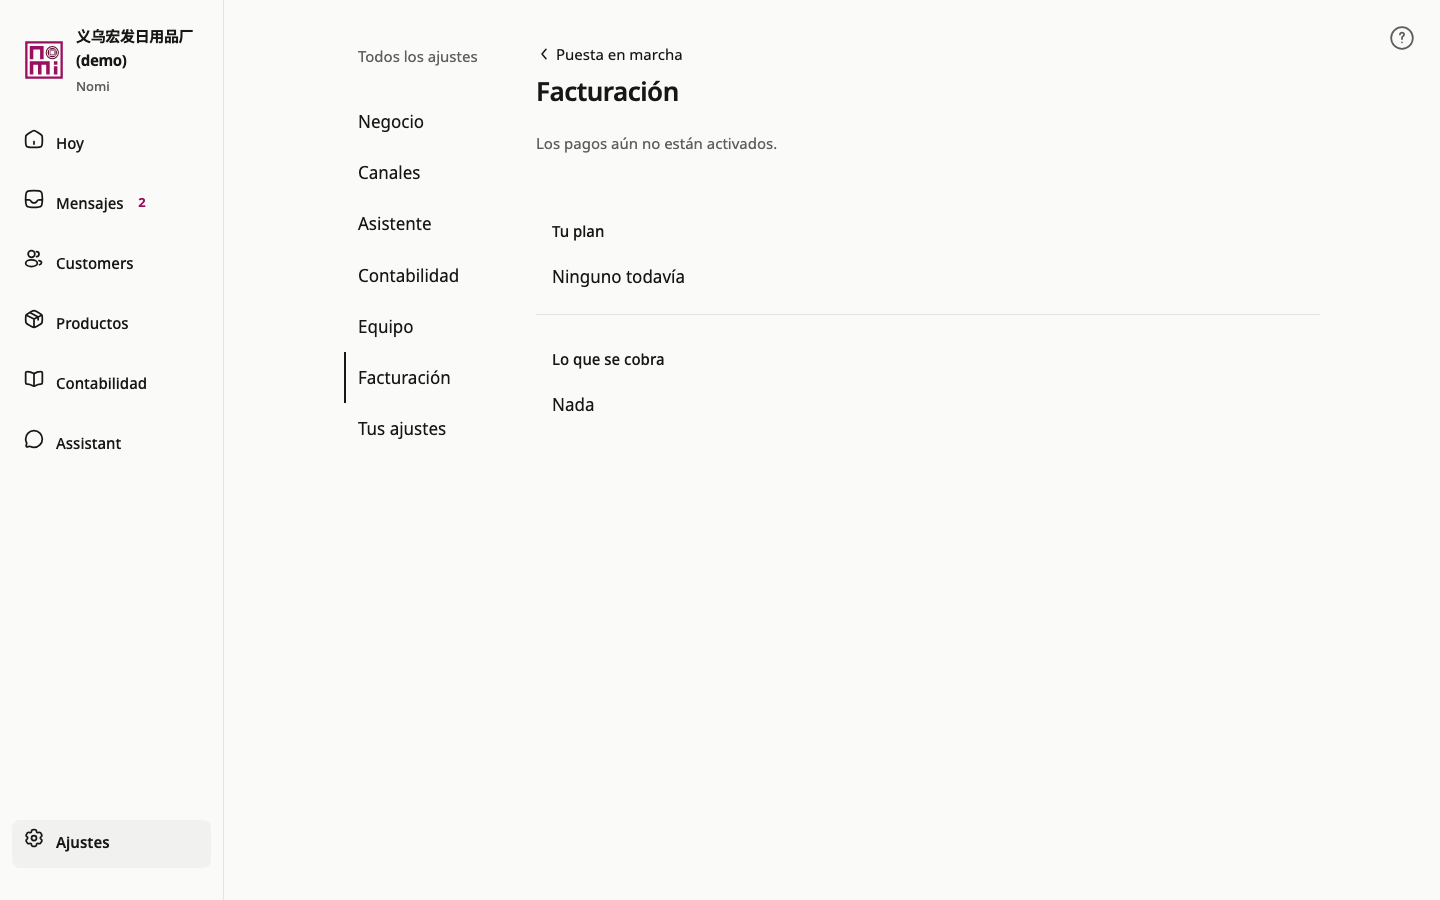 义乌宏发日用品厂
(demo)
Nomi
Hoy
Mensajes 2
Customers
Productos
Contabilidad
Assistant
Ajustes
Todos los ajustes
Negocio
Canales
Asistente
Contabilidad
Equipo
Facturación
Tus ajustes
Puesta en marcha
Facturación
Los pagos aún no están activados.
Tu plan
Ninguno todavía
Lo que se cobra
Nada